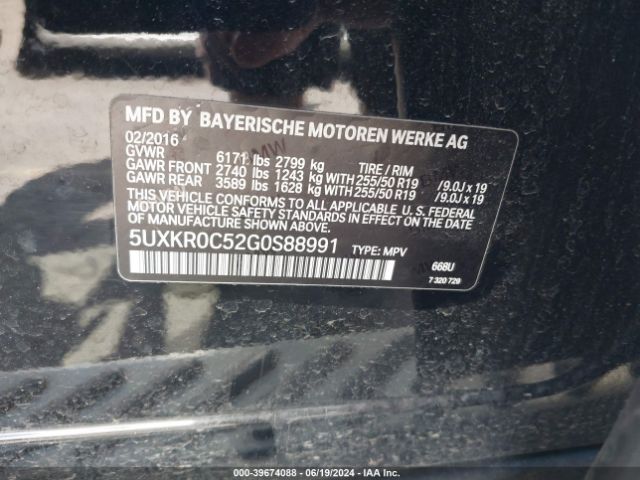 MFD BY BAYERISCHE MOTOREN WERKE AG
02/2016
GVWR 6171 lbs 2799 kg TIRE / RIM
GAWR FRONT 2740 lbs 1243 kg WITH 255/50 R19 / 9.0J x 19
GAWR REAR 3589 lbs 1628 kg WITH 255/50 R19 / 9.0J x 19
THIS VEHICLE CONFORMS TO ALL APPLICABLE U.S. FEDERAL
MOTOR VEHICLE SAFETY STANDARDS IN EFFECT ON THE DATE
OF MANUFACTURE SHOWN ABOVE.
5UXKR0C52G0S88991 TYPE: MPV
668U
7 320 729
000-39674088 - 06/19/2024 - IAA Inc.